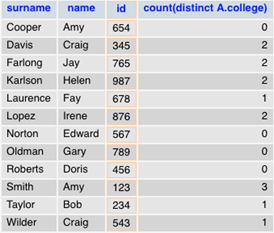 surname name id count(distinct A.college)
Cooper Amy 654 0
Davis Craig 345 2
Farlong Jay 765 2
Karlson Helen 987 2
Laurence Fay 678 1
Lopez Irene 876 2
Norton Edward 567 0
Oldman Gary 789 0
Roberts Doris 456 0
Smith Amy 123 3
Taylor Bob 234 1
Wilder Craig 543 1